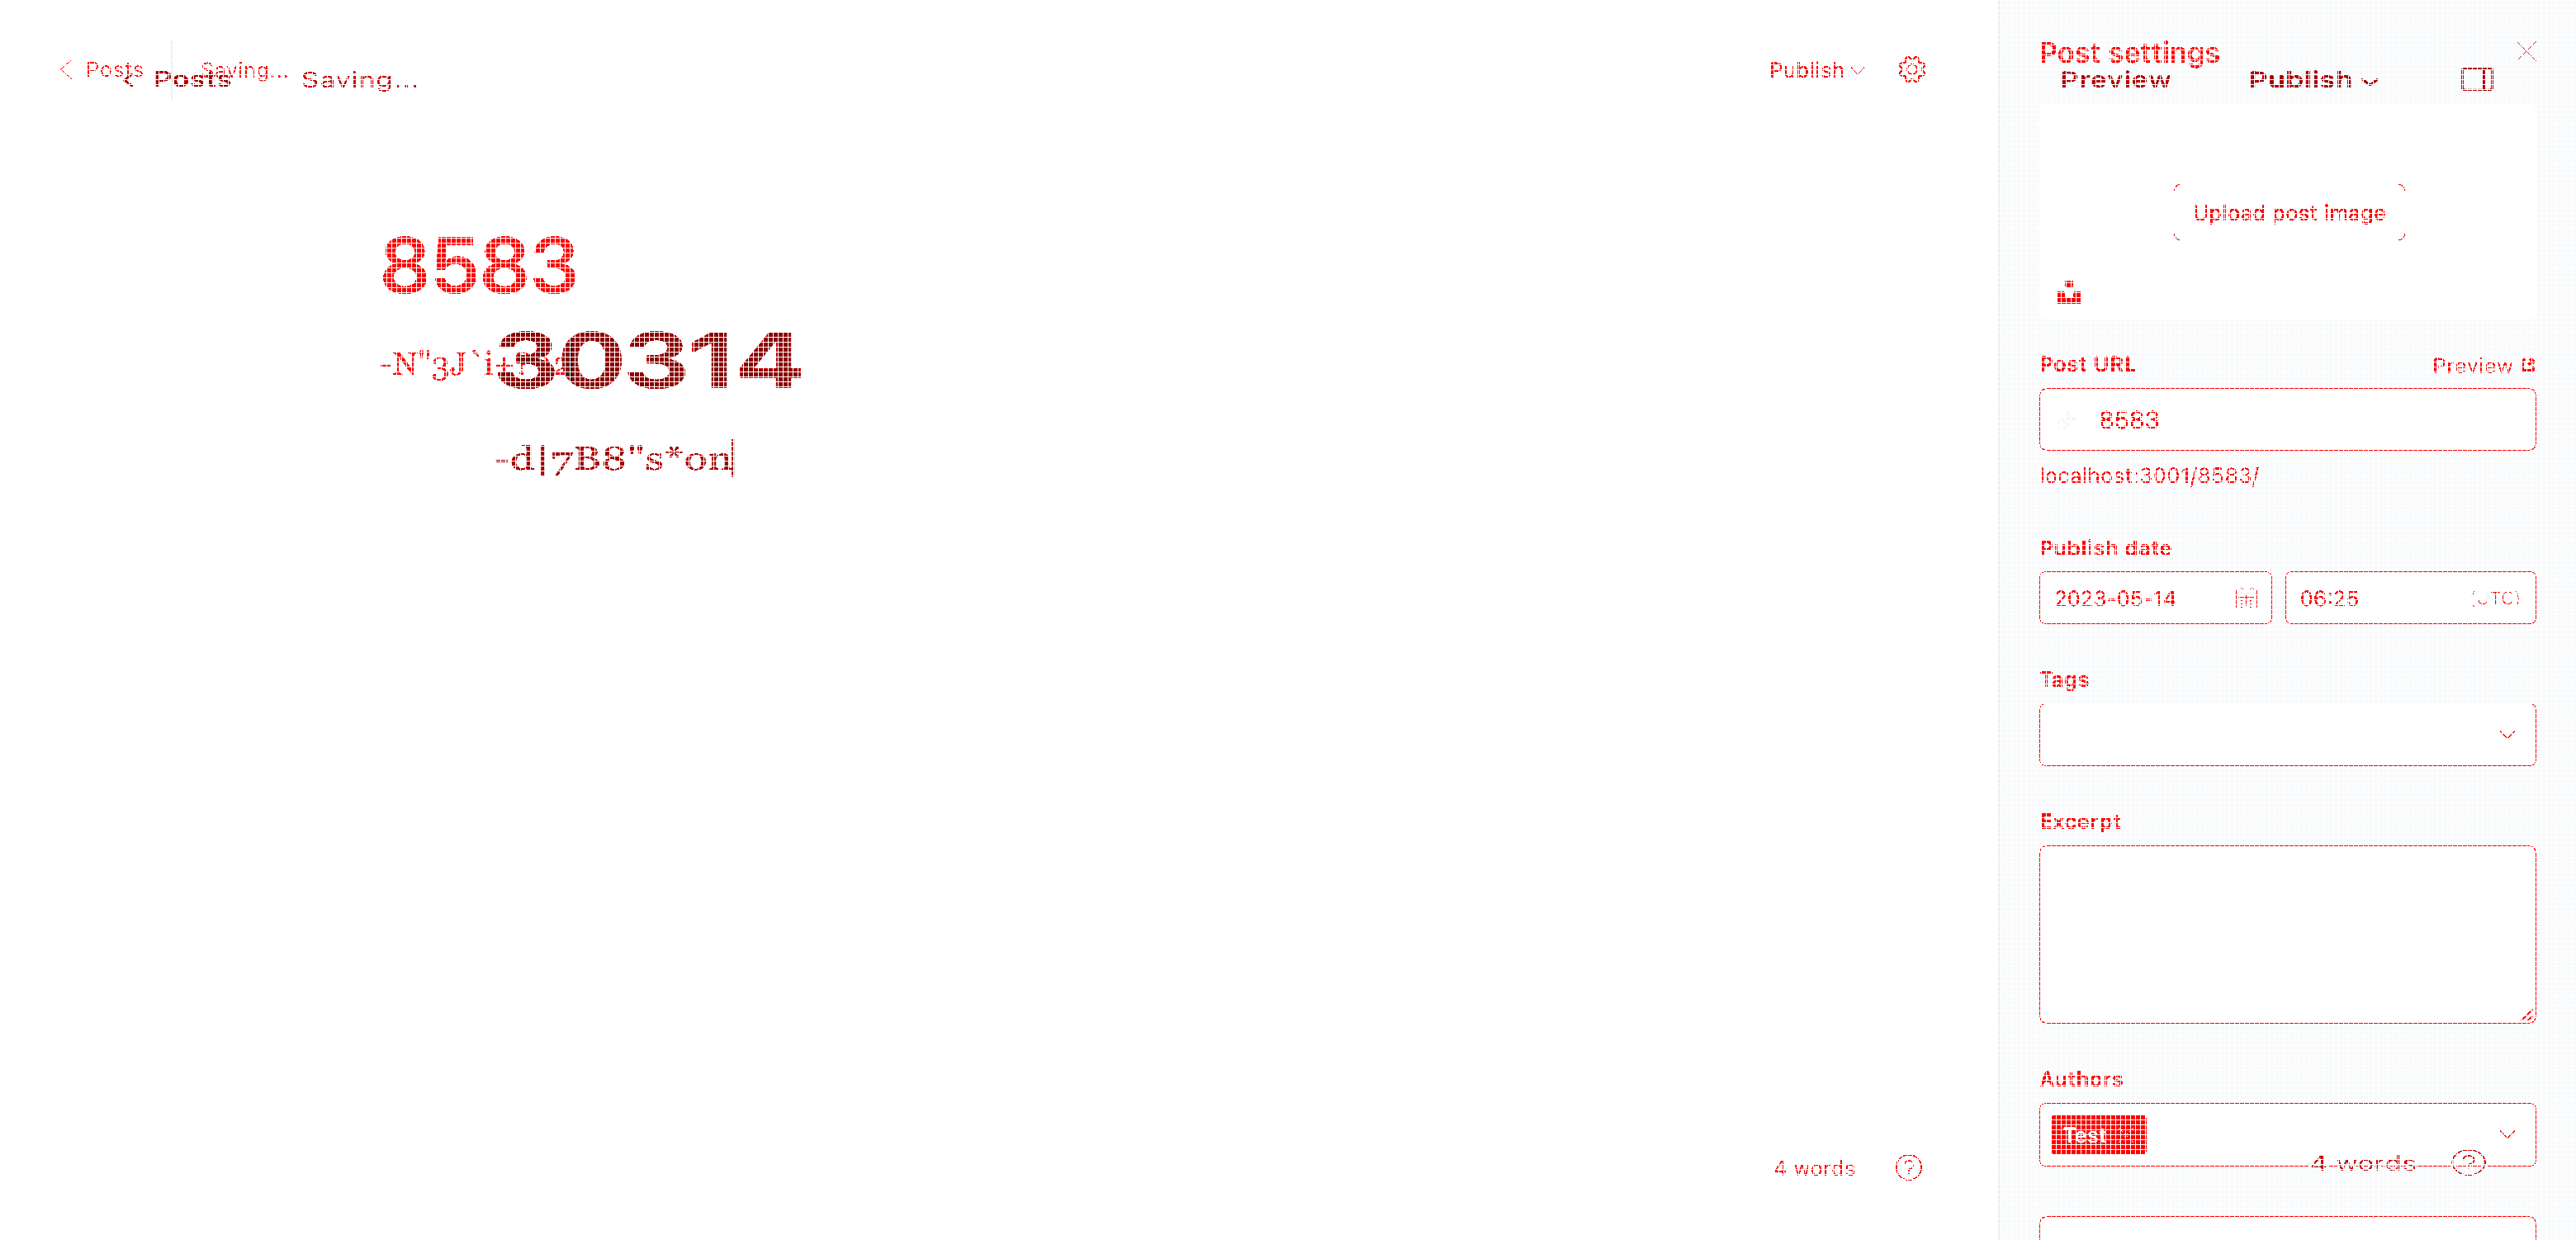 Posts
Saving...
Publish
Post settings
Posts
Saving...
Preview
Publish
Upload post image
8583
30314
Post URL
Preview
8583
-d|7B8"s*on
localhost:3001/8583/
Publish date
2023-05-14
06:25
(UTC)
Tags
Excerpt
Authors
Test
4 words
?
4 words
?